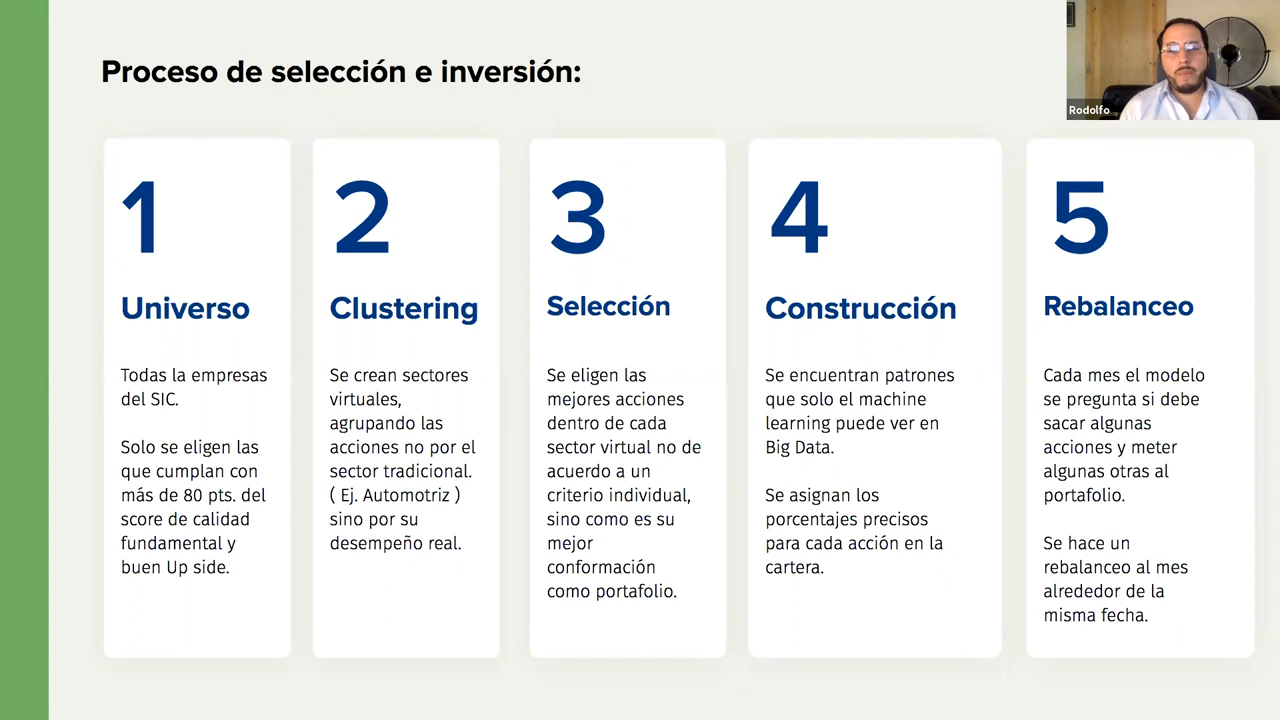 Proceso de selección e inversión:
Rodolfo
1
Universo
Todas la empresas
del SIC.
Solo se eligen las
que cumplan con
más de 80 pts. del
score de calidad
fundamental y
buen Up side.
2
Clustering
Se crean sectores
virtuales,
agrupando las
acciones no por el
sector tradicional.
( Ej. Automotriz )
sino por su
desempeño real.
3
Selección
Se eligen las
mejores acciones
dentro de cada
sector virtual no de
acuerdo a un
criterio individual,
sino como es su
mejor
conformación
como portafolio.
4
Construcción
Se encuentran patrones
que solo el machine
learning puede ver en
Big Data.
Se asignan los
porcentajes precisos
para cada acción en la
cartera.
5
Rebalanceo
Cada mes el modelo
se pregunta si debe
sacar algunas
acciones y meter
algunas otras al
portafolio.
Se hace un
rebalanceo al mes
alrededor de la
misma fecha.